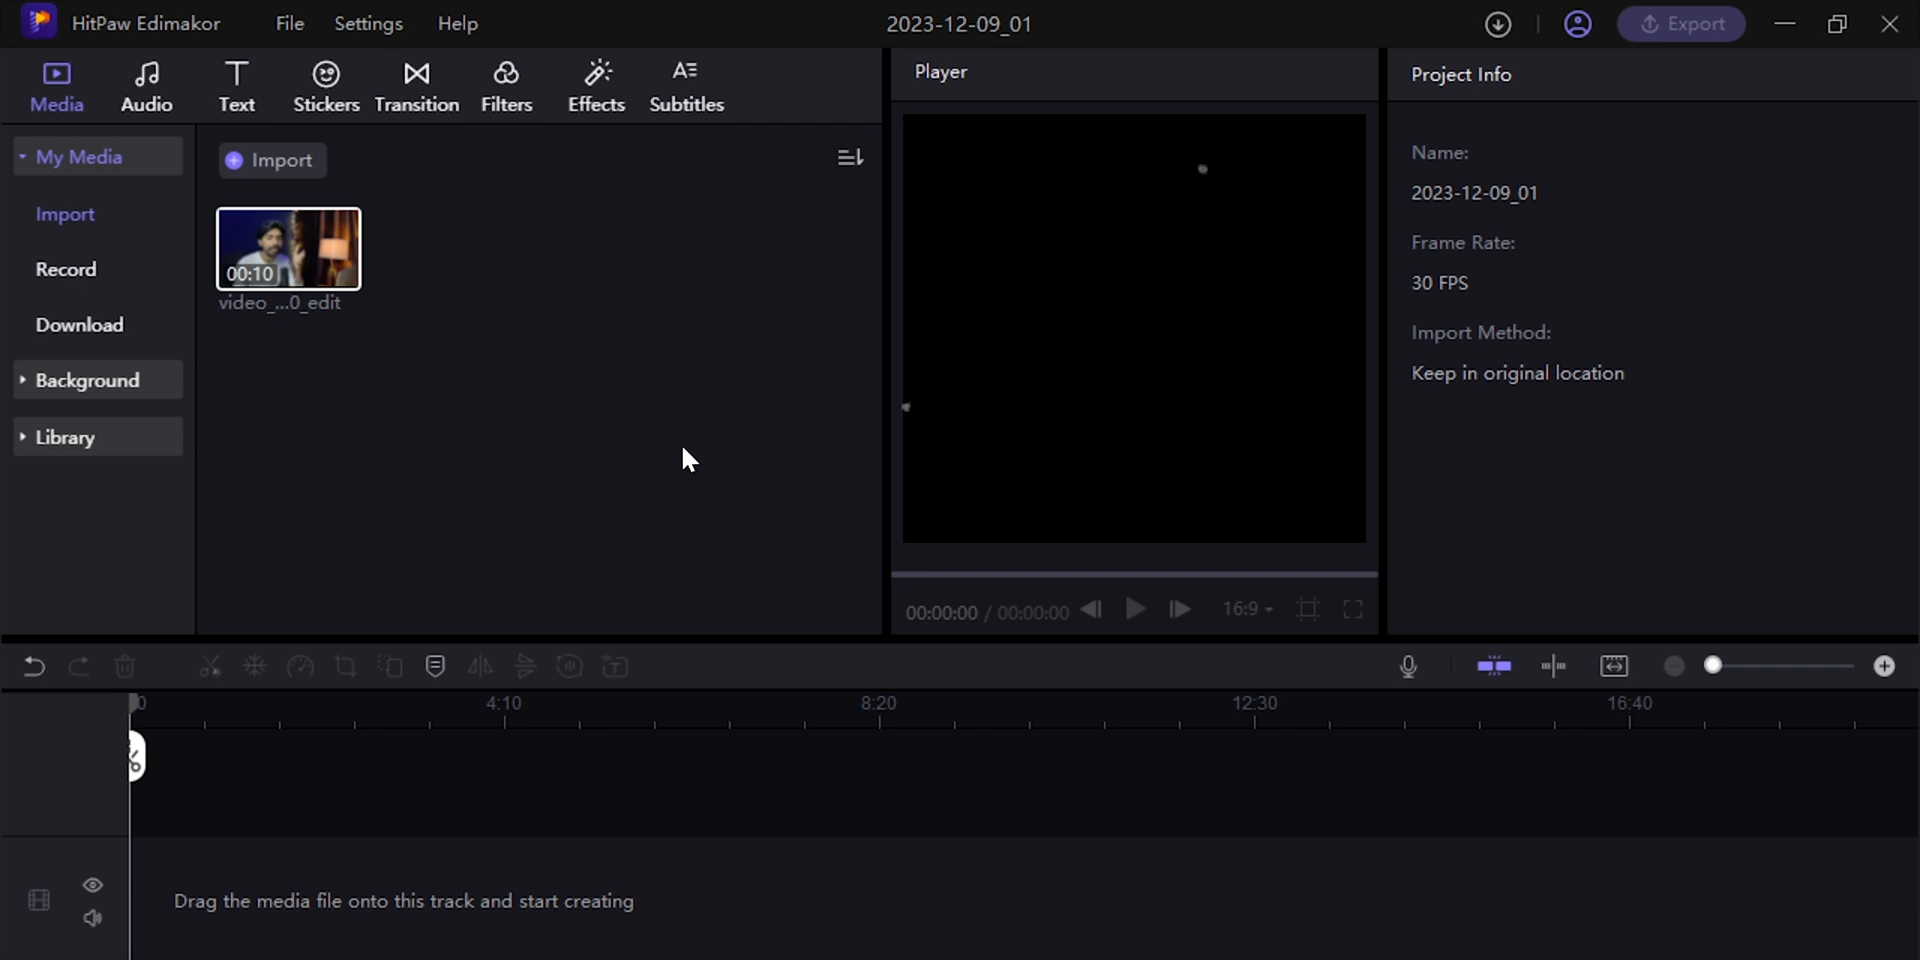 HitPaw Edimakor
File
Settings
Help
2023-12-09_01
Export
Media
Audio
Text
Stickers
Transition
Filters
Effects
Subtitles
My Media
Import
Record
Download
Background
Library
Import
00:10
video_...0_edit
Player
00:00:00 / 00:00:00
16:9
Project Info
Name:
2023-12-09_01
Frame Rate:
30 FPS
Import Method:
Keep in original location
0
4:10
8:20
12:30
16:40
Drag the media file onto this track and start creating